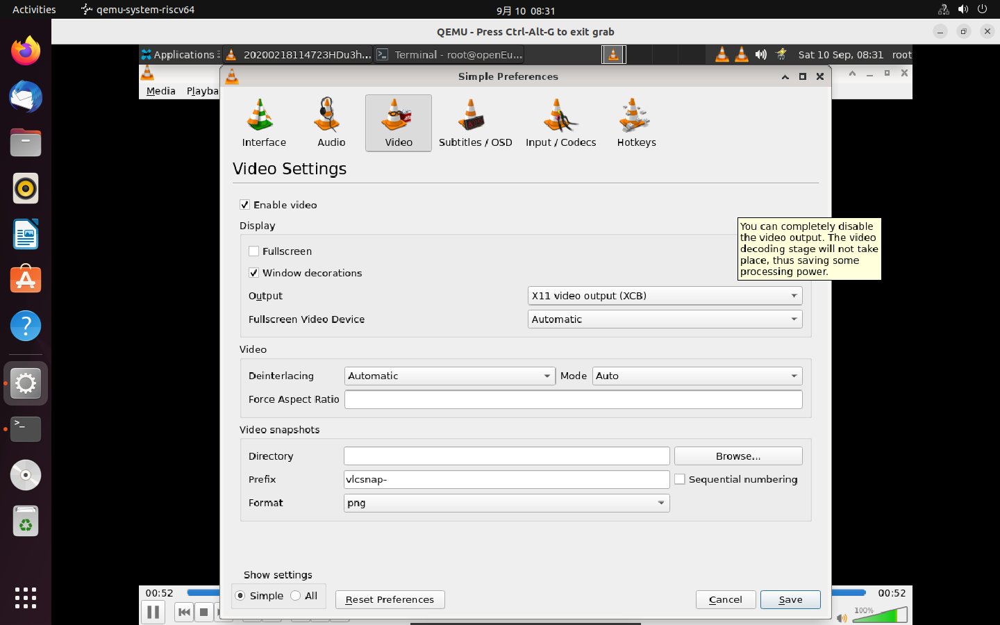 Activities
qemu-system-riscv64
9月 10 08:31
QEMU - Press Ctrl-Alt-G to exit grab
Applications
20200218114723HDu3h...
Terminal - root@openEu...
Sat 10 Sep, 08:31
root
Simple Preferences
Media
Playba
Interface
Audio
Video
Subtitles / OSD
Input / Codecs
Hotkeys
Video Settings
Enable video
Display
You can completely disable
the video output. The video
decoding stage will not take
place, thus saving some
processing power.
Fullscreen
Window decorations
Output
X11 video output (XCB)
Fullscreen Video Device
Automatic
Video
Deinterlacing
Automatic
Mode
Auto
Force Aspect Ratio
Video snapshots
Directory
Browse...
Prefix
vlcsnap-
Sequential numbering
Format
png
Show settings
Simple
All
Reset Preferences
Cancel
Save
00:52
00:52
100%